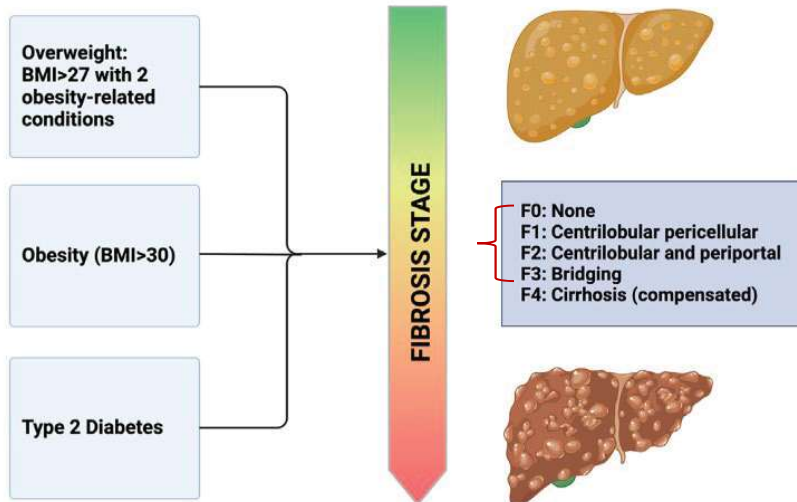 Overweight:
BMI>27 with 2
obesity-related
conditions
Obesity (BMI>30)
Type 2 Diabetes
FIBROSIS STAGE
F0: None
F1: Centrilobular pericellular
F2: Centrilobular and periportal
F3: Bridging
F4: Cirrhosis (compensated)